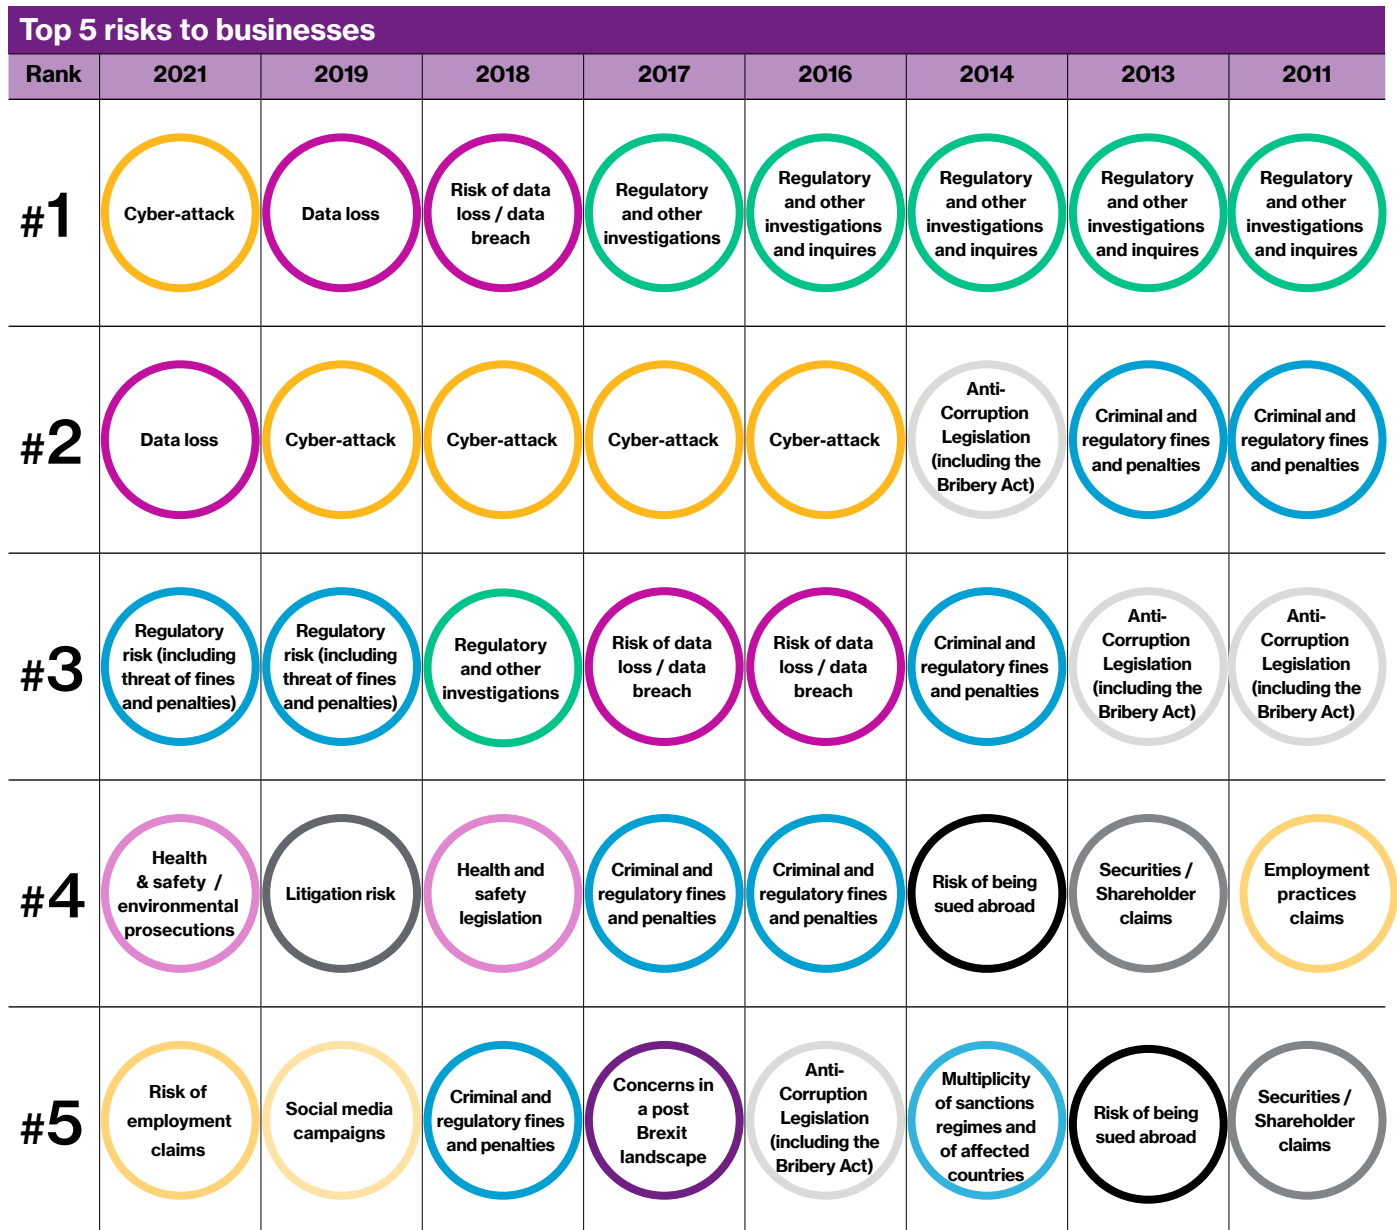 Top 5 risks to businesses
Rank 2021 2019 2018 2017 2016 2014 2013 2011
#1
Cyber-attack
Data loss
Risk of data
loss / data
breach
Regulatory
and other
investigations
Regulatory
and other
investigations
and inquires
Regulatory
and other
investigations
and inquires
Regulatory
and other
investigations
and inquires
Regulatory
and other
investigations
and inquires
#2
Data loss
Cyber-attack
Cyber-attack
Cyber-attack
Cyber-attack
Anti-
Corruption
Legislation
(including the
Bribery Act)
Criminal and
regulatory fines
and penalties
Criminal and
regulatory fines
and penalties
#3
Regulatory
risk (including
threat of fines
and penalties)
Regulatory
risk (including
threat of fines
and penalties)
Regulatory
and other
investigations
Risk of data
loss / data
breach
Risk of data
loss / data
breach
Criminal and
regulatory fines
and penalties
Anti-
Corruption
Legislation
(including the
Bribery Act)
Anti-
Corruption
Legislation
(including the
Bribery Act)
#4
Health
& safety /
environmental
prosecutions
Litigation risk
Health and
safety
legislation
Criminal and
regulatory fines
and penalties
Criminal and
regulatory fines
and penalties
Risk of being
sued abroad
Securities /
Shareholder
claims
Employment
practices
claims
#5
Risk of
employment
claims
Social media
campaigns
Criminal and
regulatory fines
and penalties
Concerns in
a post
Brexit
landscape
Anti-
Corruption
Legislation
(including the
Bribery Act)
Multiplicity
of sanctions
regimes and
of affected
countries
Risk of being
sued abroad
Securities /
Shareholder
claims